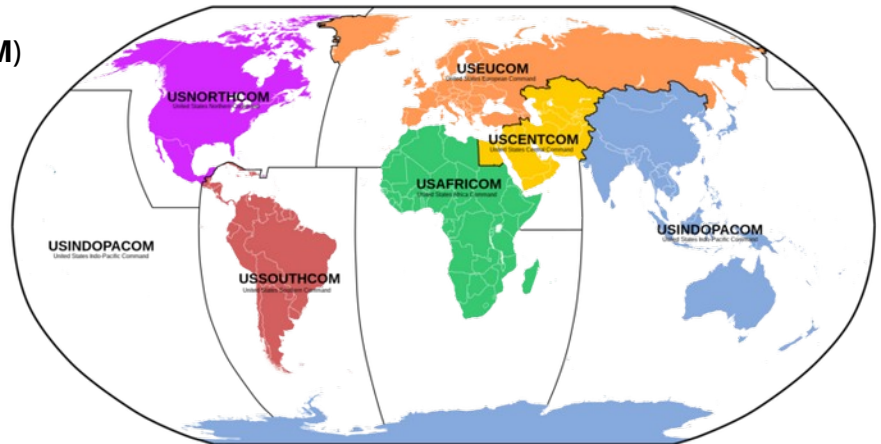 M)
USNORTHCOM
USEUCOM
United States European Command
USCENTCOM
United States Central Command
USAFRICOM
United States Africa Command
USINDOPACOM
United States Indo-Pacific Command
USINDOPACOM
United States Indo-Pacific Command
USSOUTHCOM
United States Southern Command